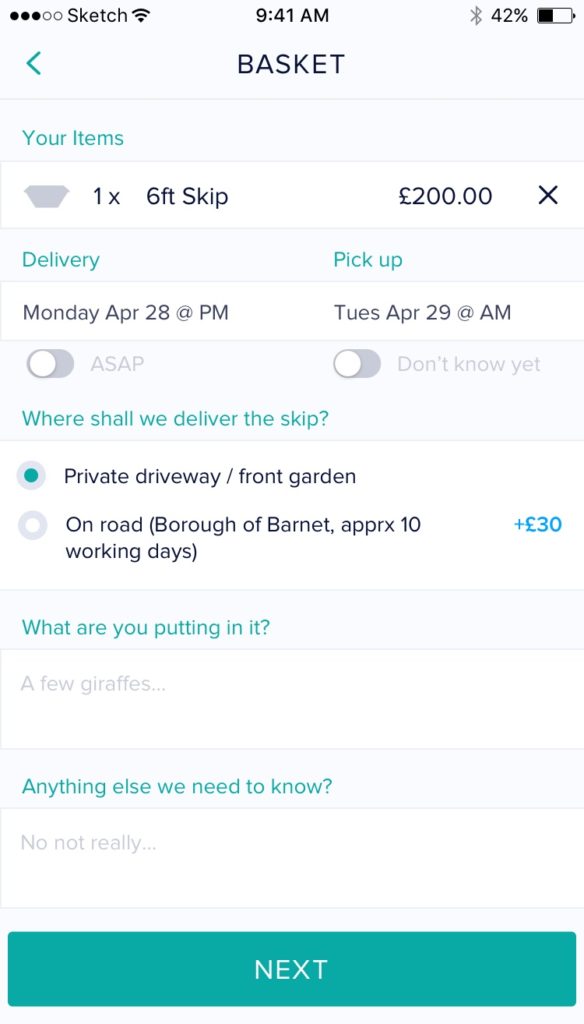 Sketch 9:41 AM 42%
BASKET
Your Items
1 x 6ft Skip £200.00
Delivery Pick up
Monday Apr 28 @ PM Tues Apr 29 @ AM
ASAP Don't know yet
Where shall we deliver the skip?
Private driveway / front garden
On road (Borough of Barnet, apprx 10 +£30
working days)
What are you putting in it?
A few giraffes...
Anything else we need to know?
No not really...
NEXT